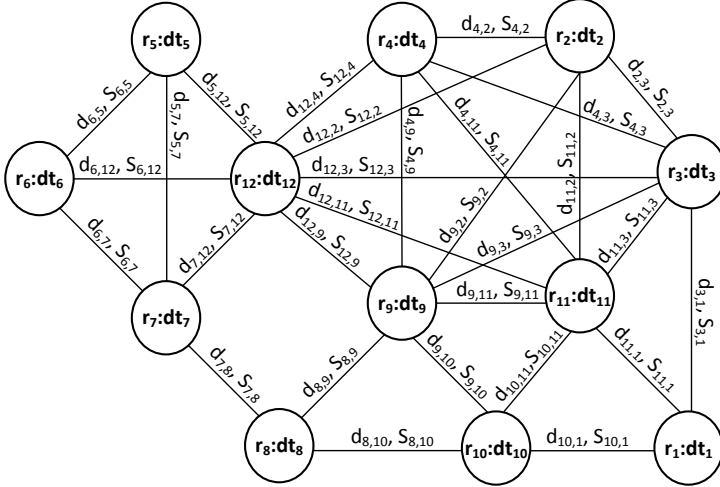 r5:dt5
r4:dt4
d4,2, S4,2
r2:dt2
d6,5, S6,5
d5,7, S5,7
d5,12, S5,12
d12,4, S12,4
d12,2, S12,2
d4,9, S4,9
d4,11, S4,11
d4,3, S4,3
d2,3, S2,3
r6:dt6
d6,12, S6,12
r12:dt12
d12,3, S12,3
d11,2, S11,2
r3:dt3
d6,7, S6,7
d7,12, S7,12
d12,9, S12,9
d12,11, S12,11
d9,2, S9,2
d9,3, S9,3
d11,3, S11,3
d3,1, S3,1
r7:dt7
r9:dt9
d9,11, S9,11
r11:dt11
d7,8, S7,8
d8,9, S8,9
d9,10, S9,10
d10,11, S10,11
d11,1, S11,1
r8:dt8
d8,10, S8,10
r10:dt10
d10,1, S10,1
r1:dt1